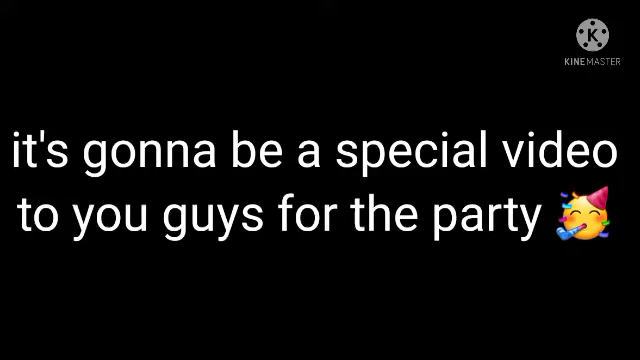 K
KINEMASTER
it's gonna be a special video
to you guys for the party 🥳